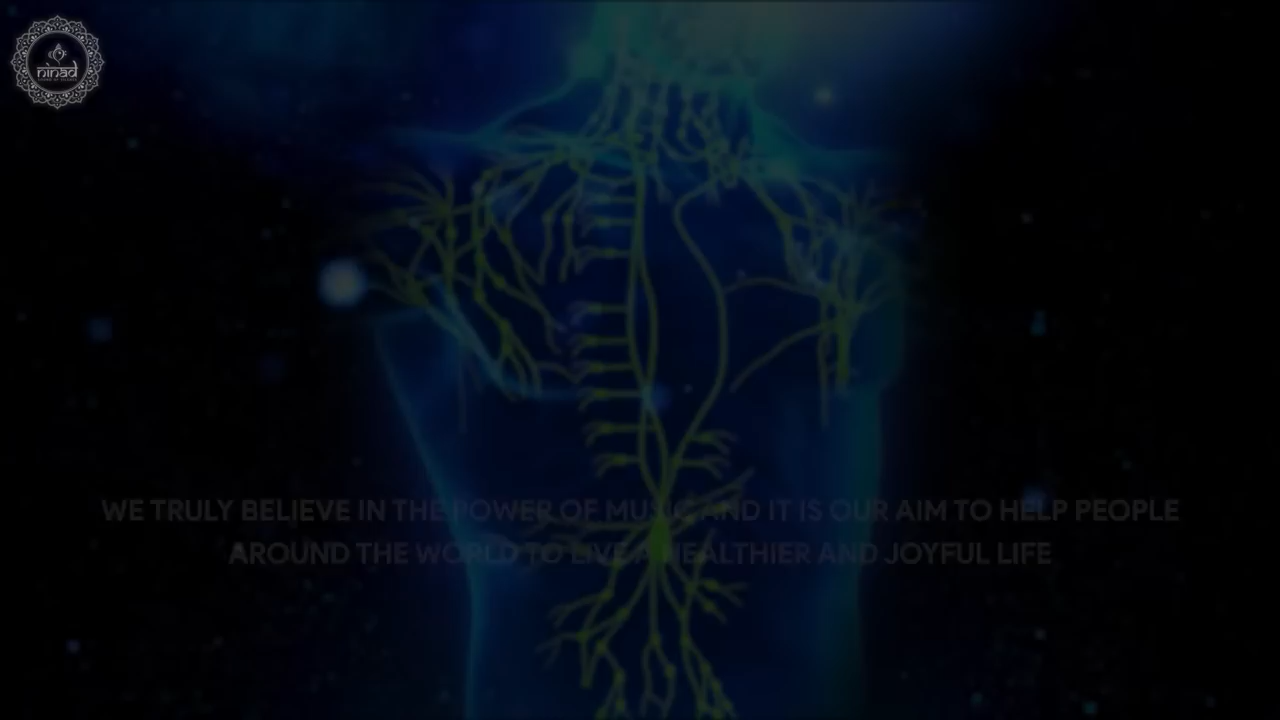 ninad
WE TRULY BELIEVE IN THE POWER OF MUSIC AND IT IS OUR AIM TO HELP PEOPLE
AROUND THE WORLD TO LIVE A HEALTHIER AND JOYFUL LIFE